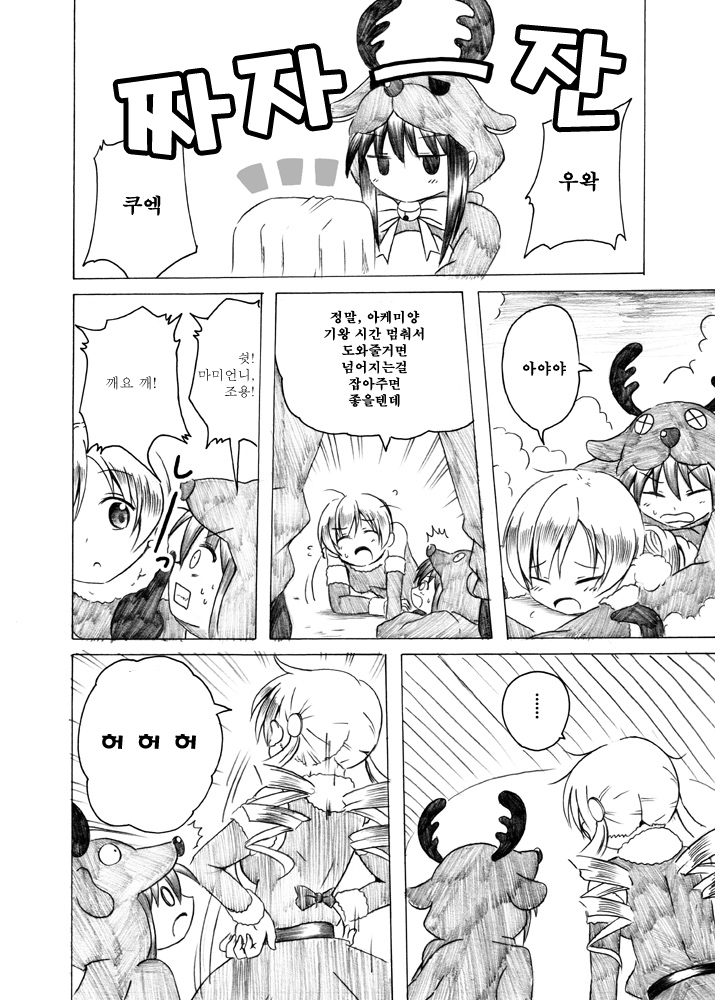 짜자ㅡ잔
우왁
쿠엑
아야야
정말, 아케미양
기왕 시간 멈춰서
도와줄거면
넘어지는걸
잡아주면
좋을텐데
쉿!
마미언니,
조용!
깨요 깨!
......
허 허 허